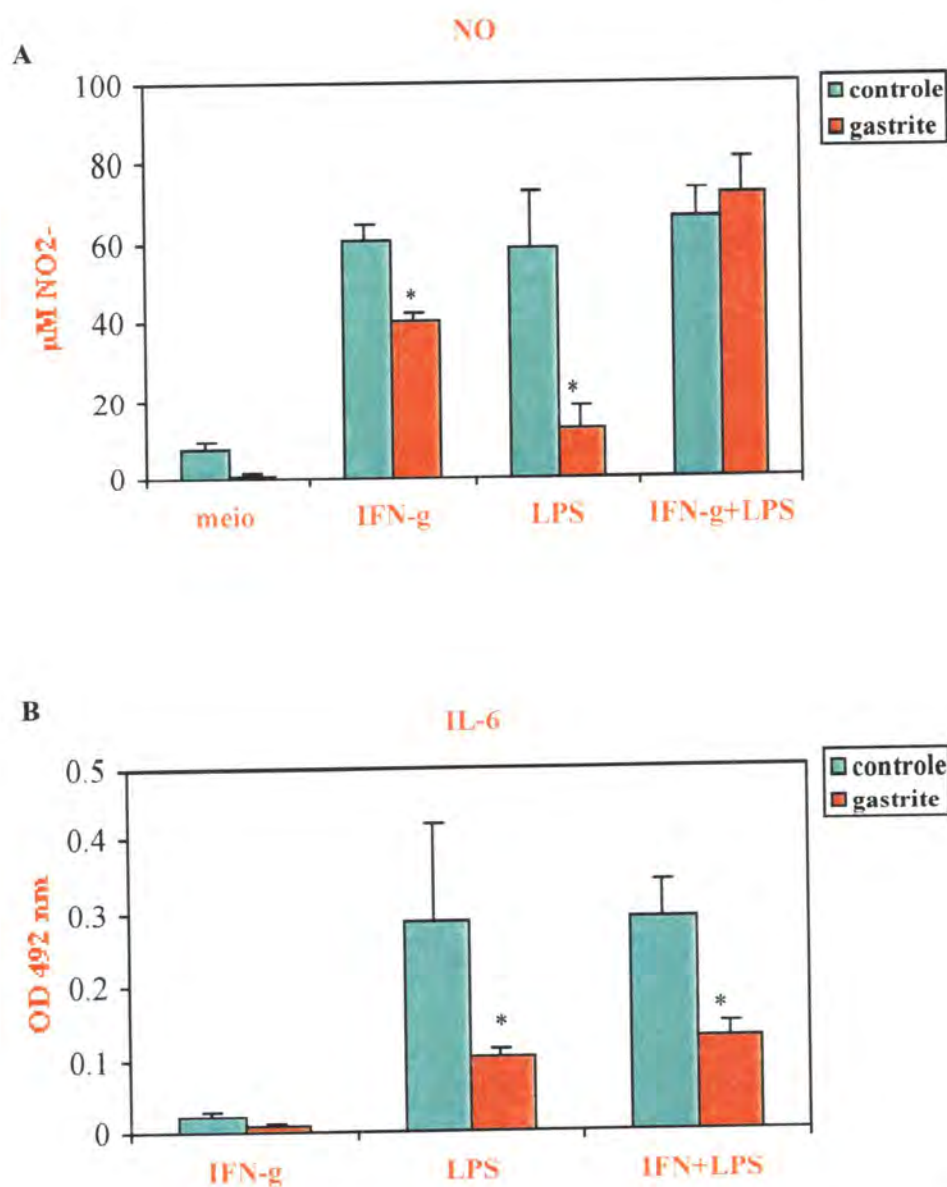 A
NO
controle
gastrite
100
80
60
40
20
0
µM NO2-
*
*
meio IFN-g LPS IFN-g+LPS
B
IL-6
controle
gastrite
0.5
0.4
0.3
0.2
0.1
0
OD 492 nm
*
*
IFN-g LPS IFN+LPS